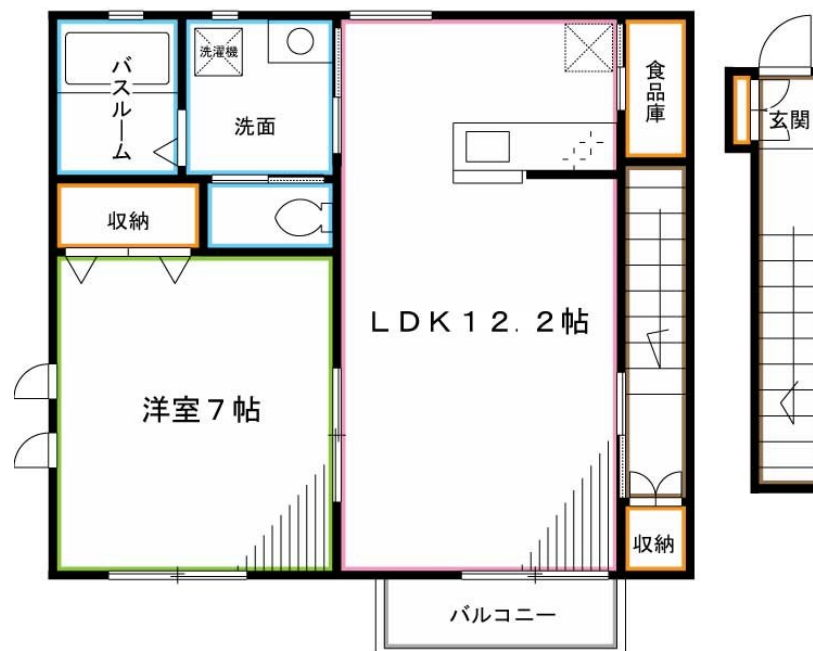 バスルーム
洗濯機
洗面
食品庫
玄関
収納
LDK12.2帖
洋室7帖
収納
バルコニー